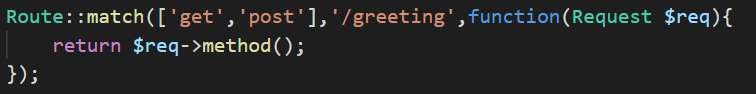 Route::match(['get','post'],'/greeting',function(Request $req){
    return $req->method();
});